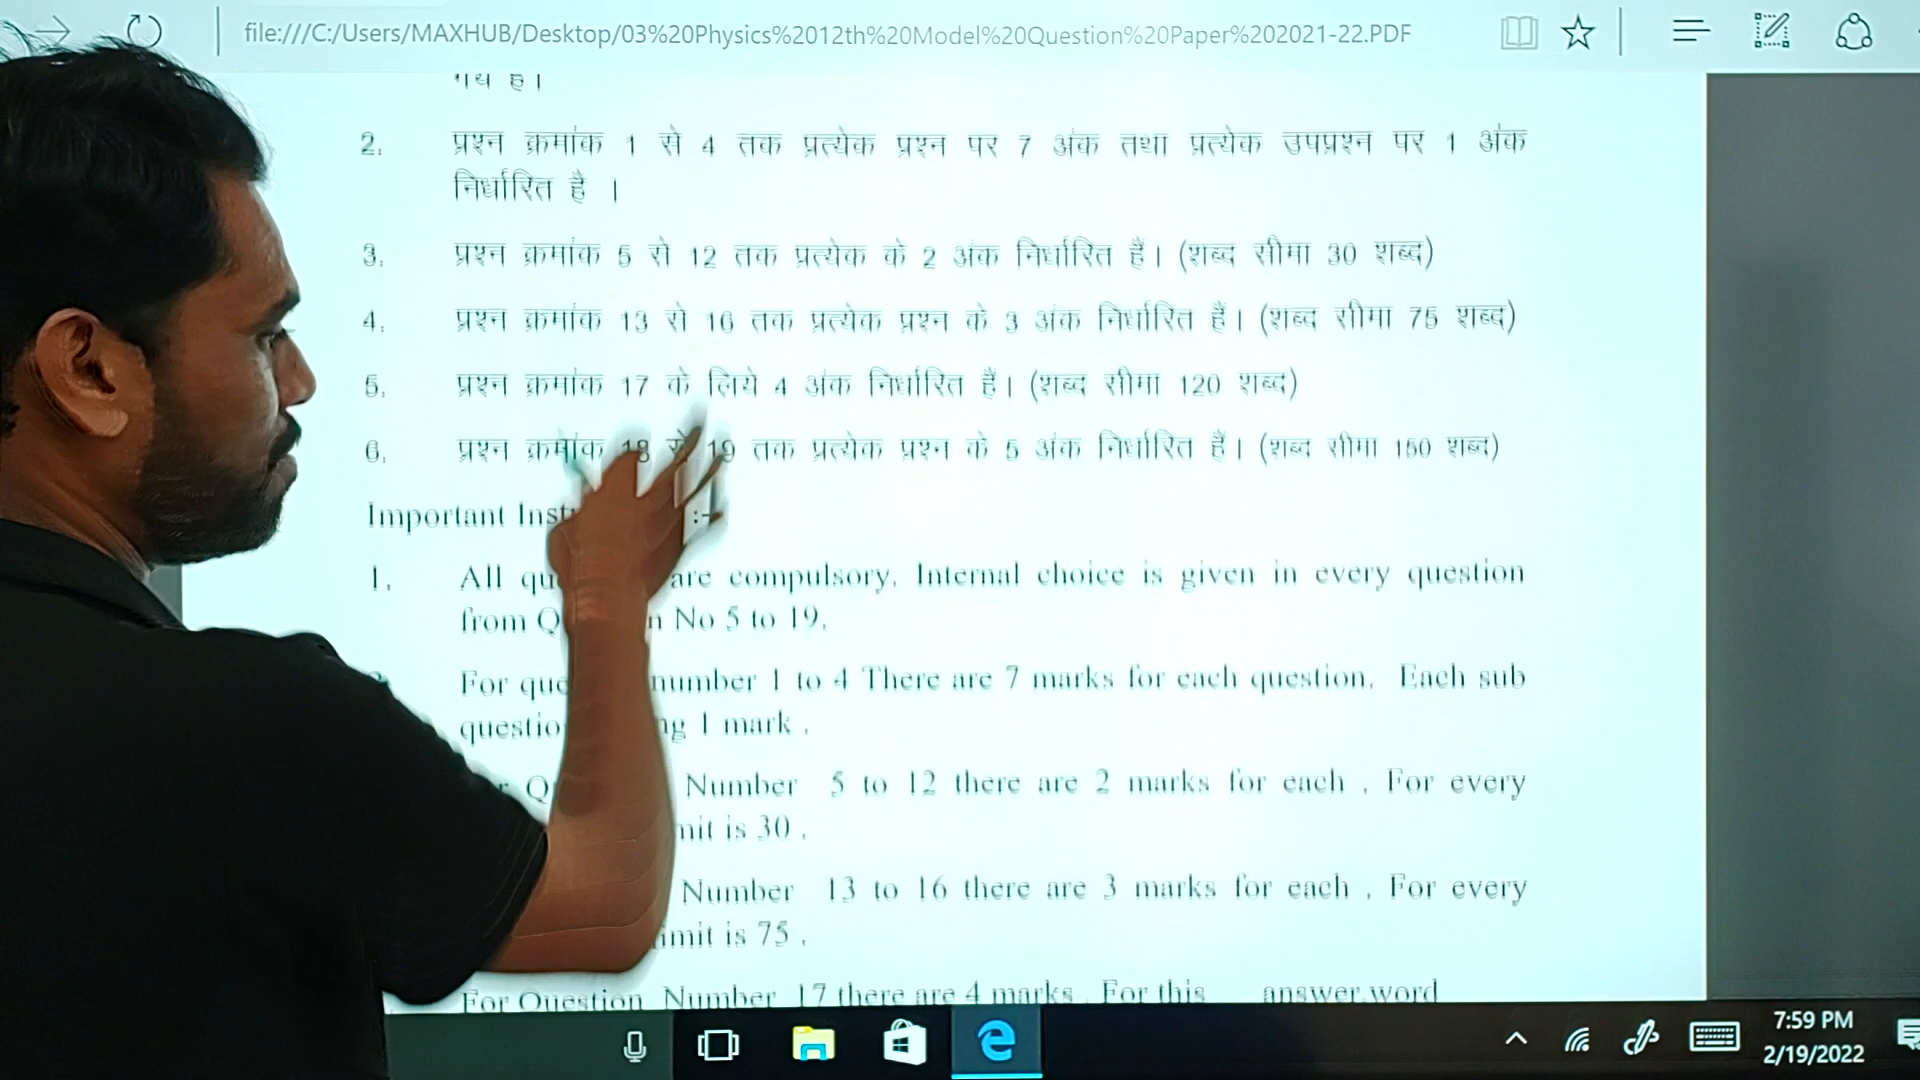 file:///C:/Users/MAXHUB/Desktop/03%20Physics%2012th%20Model%20Question%20Paper%202021-22.PDF
2. प्रश्न क्रमांक 1 से 4 तक प्रत्येक प्रश्न पर 7 अंक तथा प्रत्येक उपप्रश्न पर 1 अंक
निर्धारित है ।
3. प्रश्न क्रमांक 5 से 12 तक प्रत्येक के 2 अंक निर्धारित हैं। (शब्द सीमा 30 शब्द)
4. प्रश्न क्रमांक 13 से 16 तक प्रत्येक प्रश्न के 3 अंक निर्धारित हैं। (शब्द सीमा 75 शब्द)
5. प्रश्न क्रमांक 17 के लिये 4 अंक निर्धारित हैं। (शब्द सीमा 120 शब्द)
6. प्रश्न क्रमांक 18 से 19 तक प्रत्येक प्रश्न के 5 अंक निर्धारित हैं। (शब्द सीमा 150 शब्द)
Important :-
1. All are compulsory. Internal choice is given in every question
from No 5 to 19.
For number 1 to 4 There are 7 marks for each question. Each sub
1 mark .
Number 5 to 12 there are 2 marks for each . For every
is 30 .
Number 13 to 16 there are 3 marks for each . For every
is 75 .
For Question Number 17 there are 4 marks . For this answer.word
7:59 PM
2/19/2022